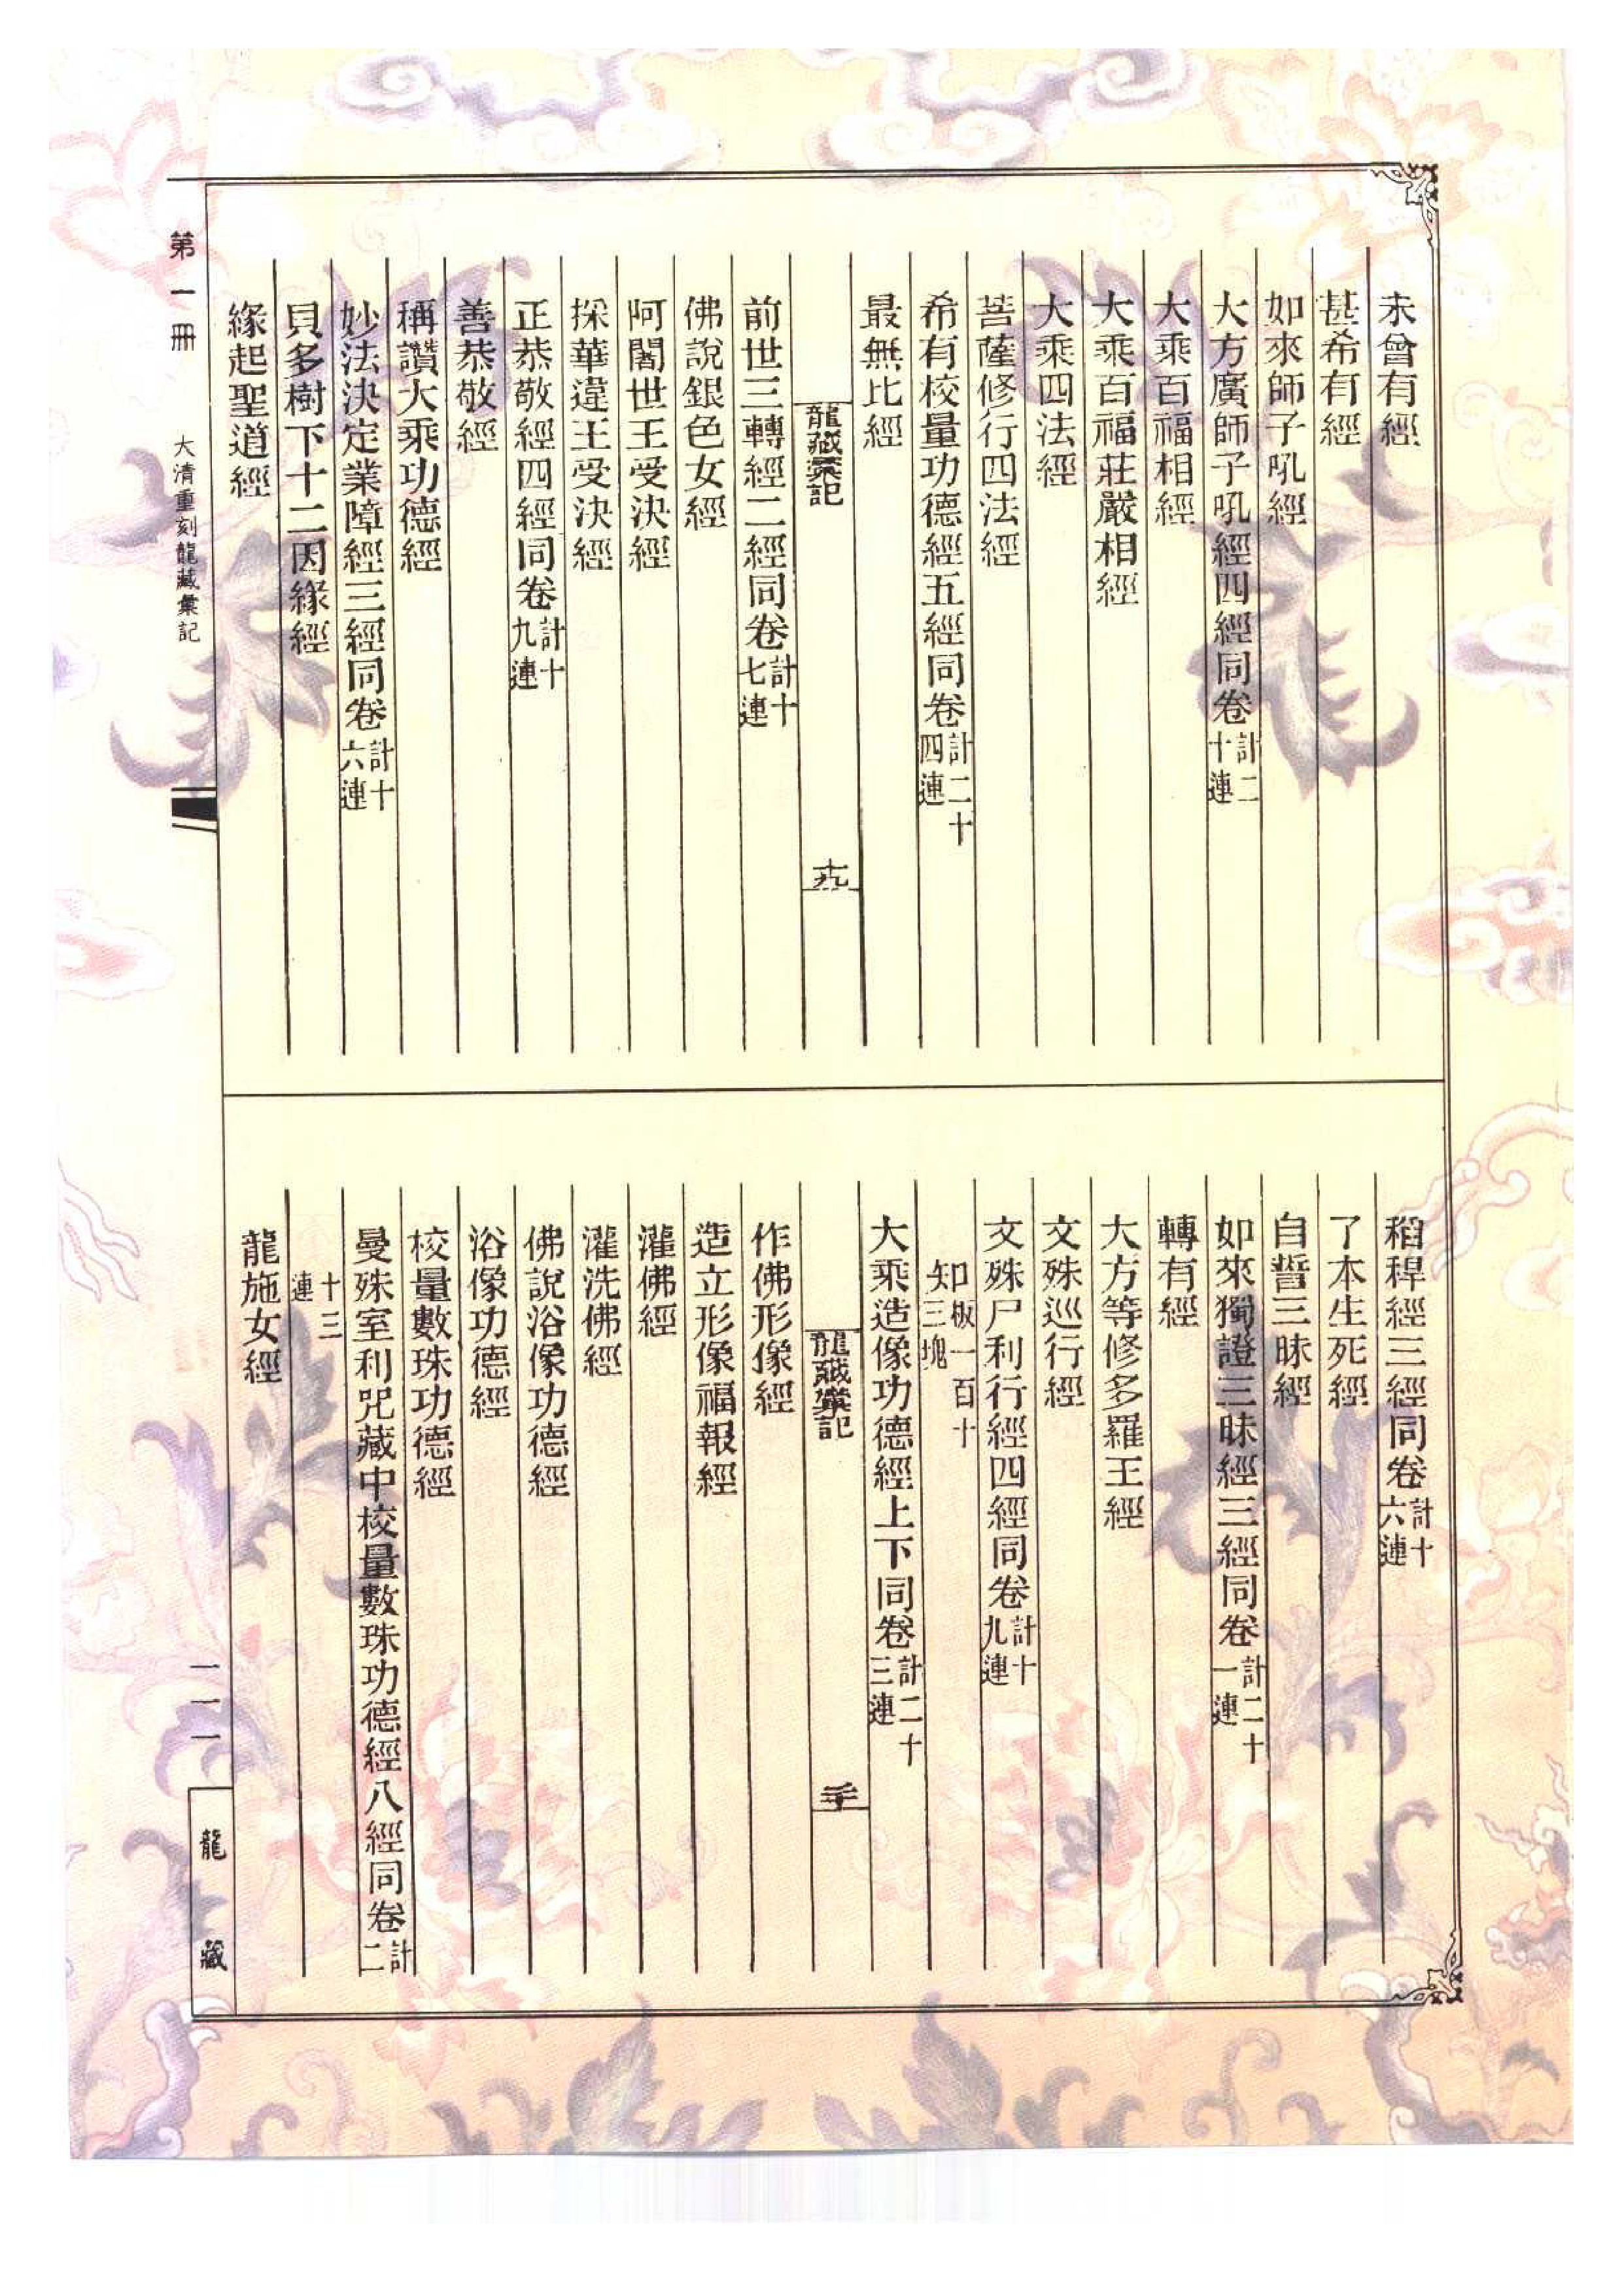 未曾有經
甚希有經
如來師子吼經
大方廣師子吼經四經同卷計二十連
大乘百福相經
大乘百福莊嚴相經
大乘四法經
菩薩修行四法經
希有校量功德經五經同卷計二十四連
最無比經
龍藏彙記 十九
前世三轉經二經同卷計十七連
佛說銀色女經
阿闍世王受決經
採華違王受決經
正恭敬經四經同卷計十九連
善恭敬經
稱讚大乘功德經
妙法決定業障經三經同卷計十六連
貝多樹下十二因緣經
緣起聖道經
稻稈經三經同卷計十六連
了本生死經
自誓三昧經
如來獨證三昧經三經同卷計二十一連
轉有經
大方等修多羅王經
文殊巡行經
文殊尸利行經四經同卷計十九連
知板一百十三塊
大乘造像功德經上下同卷計二十三連
龍藏彙記 二十
作佛形像經
造立形像福報經
灌佛經
灌洗佛經
佛說浴像功德經
浴像功德經
校量數珠功德經
曼殊室利咒藏中校量數珠功德經八經同卷計二
十三連
龍施女經
第一冊 大清重刻龍藏彙記 一一一 龍藏